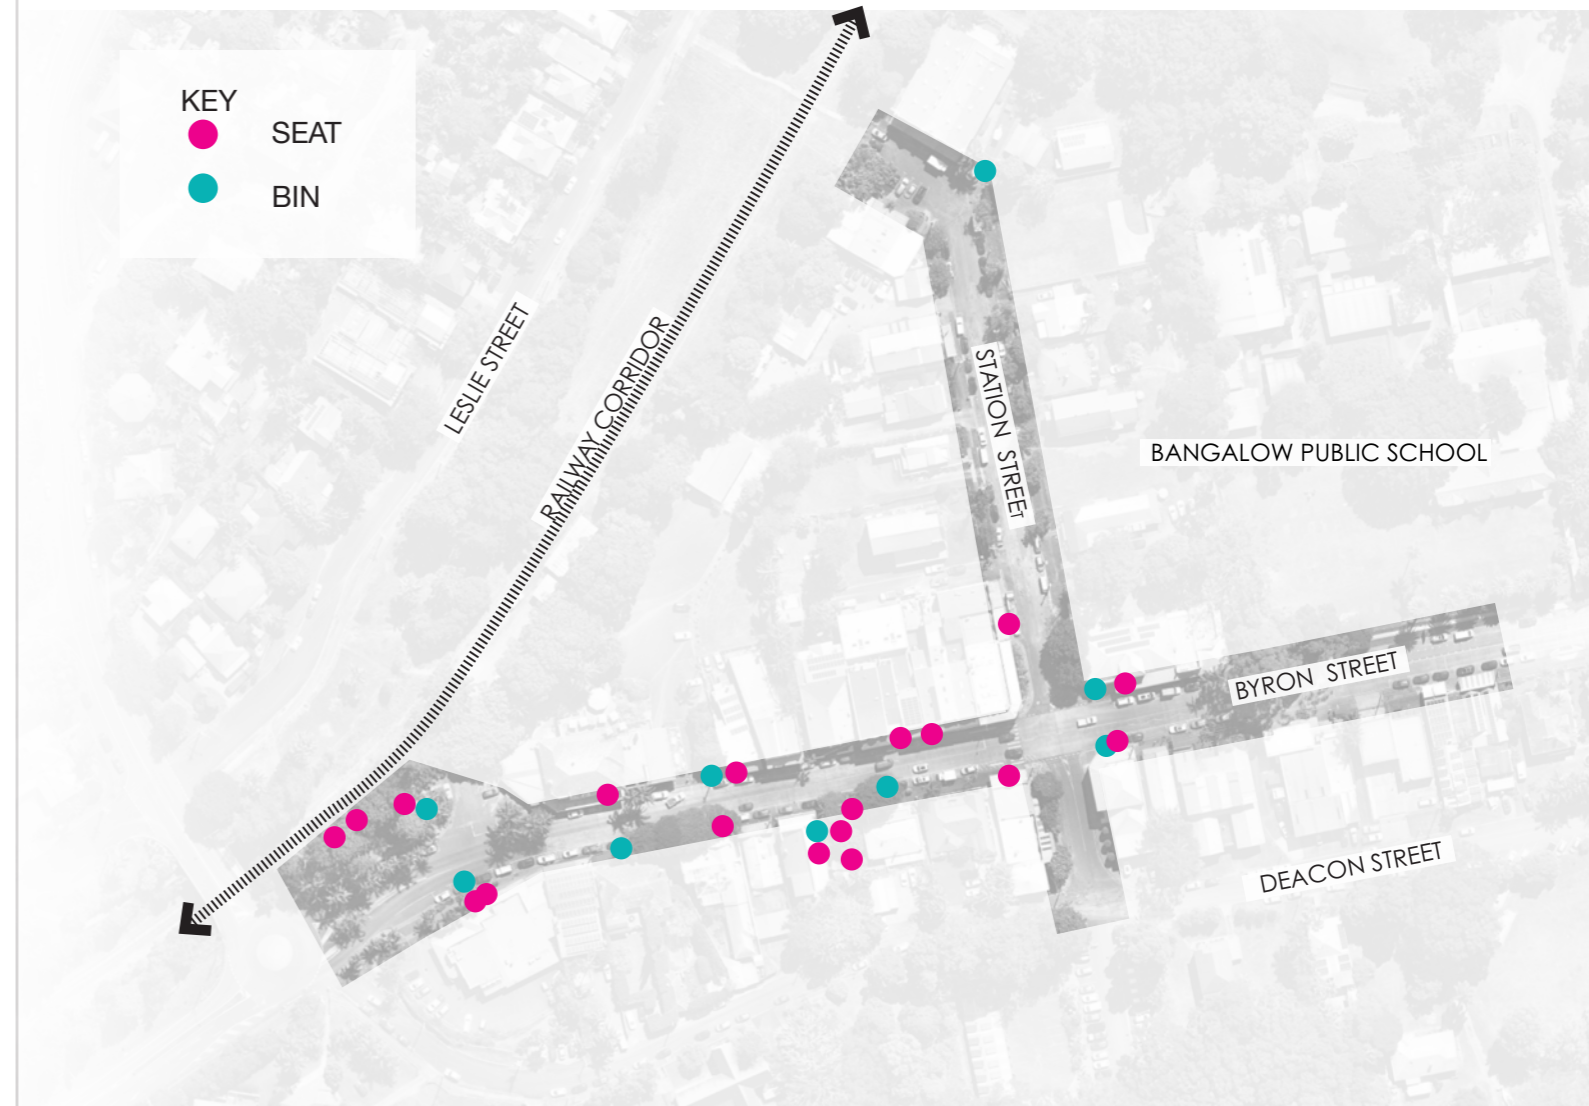 KEY
SEAT
BIN
LESLIE STREET
RAILWAY CORRIDOR
STATION STREET
BANGALOW PUBLIC SCHOOL
BYRON STREET
DEACON STREET